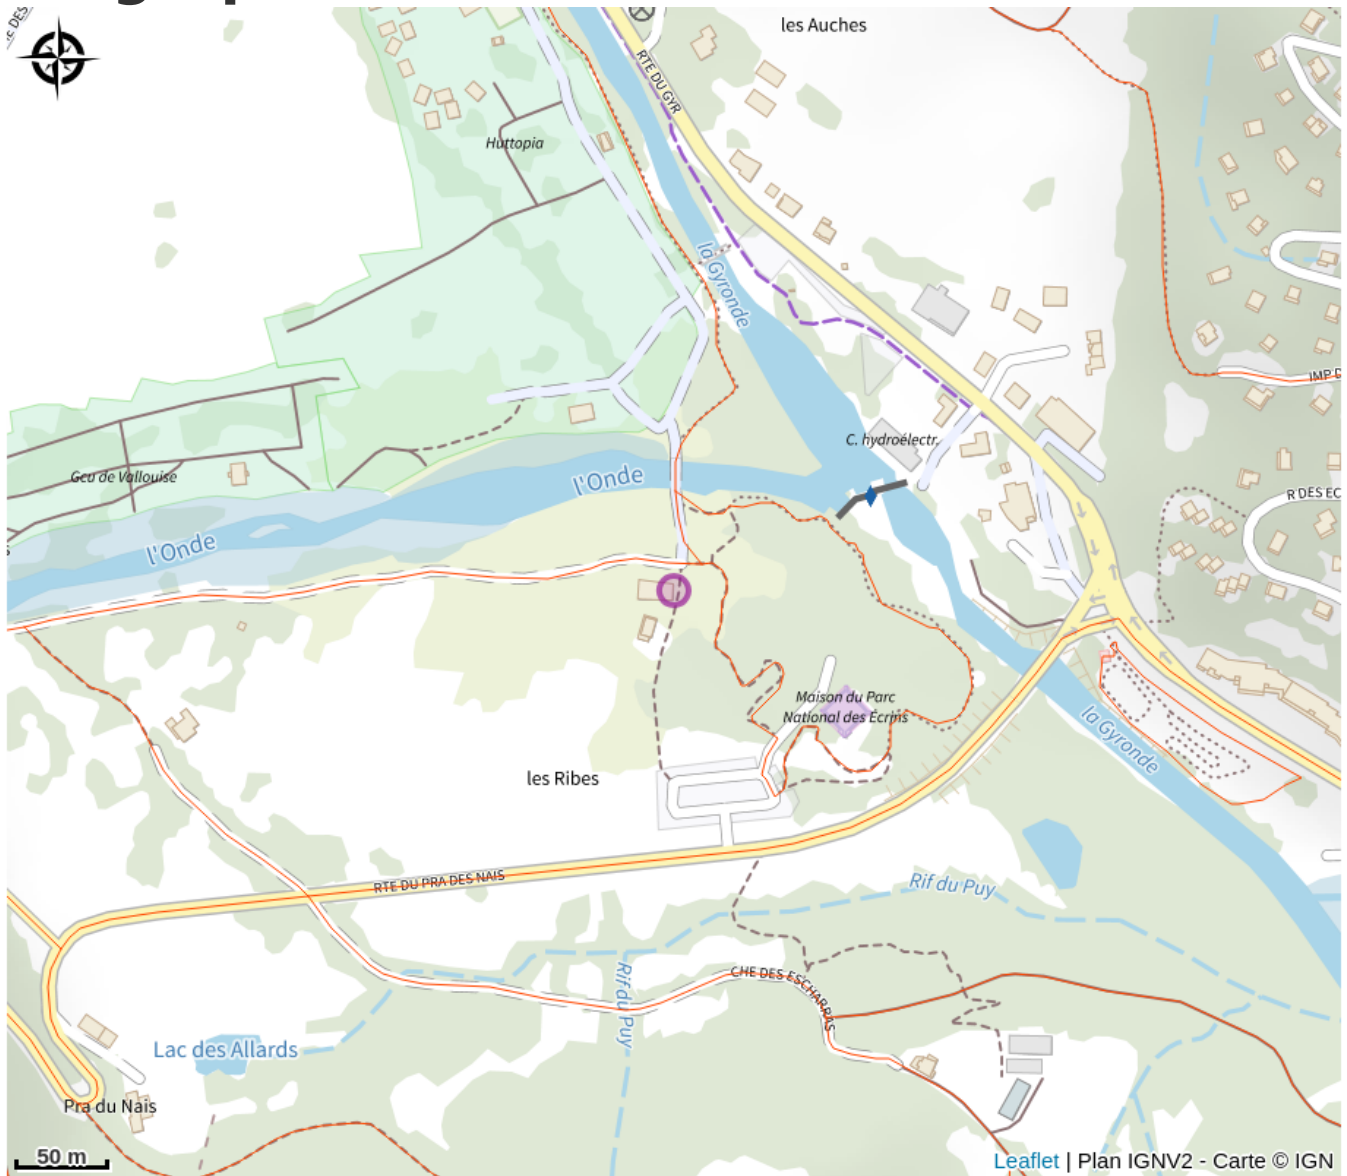 les Auches
RTE DU GYR
Huttopia
la Gyronde
IMP D
C. hydroélectr.
Gcu de Vallouise
l'Onde
R DES EC
l'Onde
Maison du Parc
National des Écrins
la Gyronde
les Ribes
RTE DU PRA DES NAIS
Rif du Puy
CHE DES ESCHARRAS
Rif du Puy
Lac des Allards
Pra du Nais
50 m
Leaflet | Plan IGNV2 - Carte © IGN